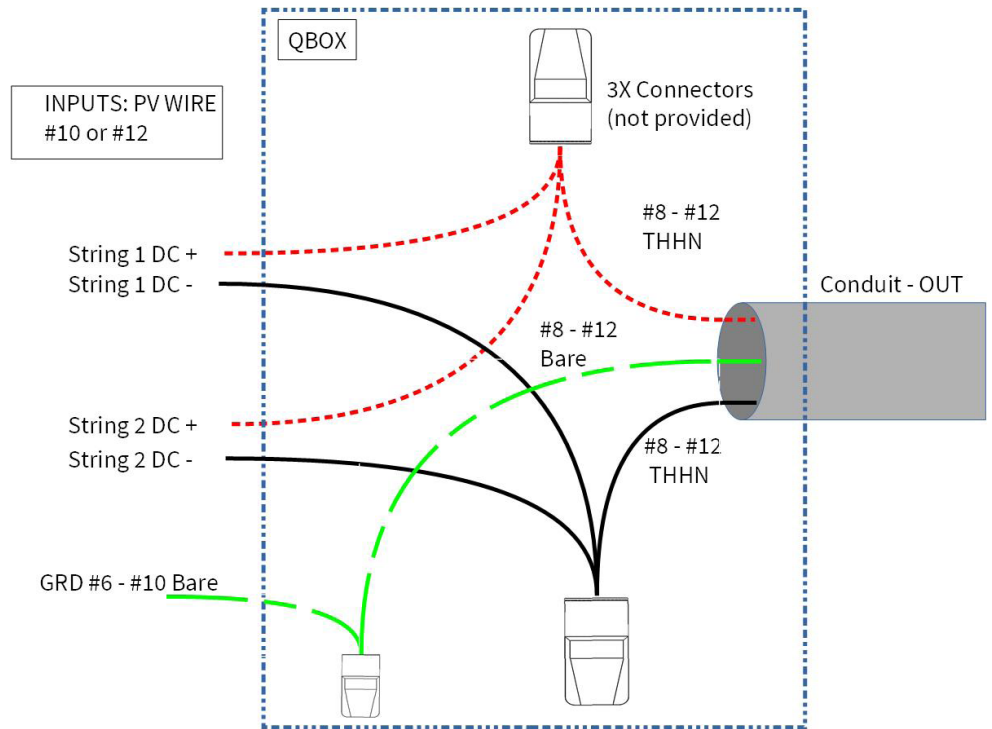 QBOX
3X Connectors
(not provided)
INPUTS: PV WIRE
#10 or #12
#8 - #12
THHN
String 1 DC +
String 1 DC -
Conduit - OUT
#8 - #12
Bare
String 2 DC +
String 2 DC -
#8 - #12
THHN
GRD #6 - #10 Bare